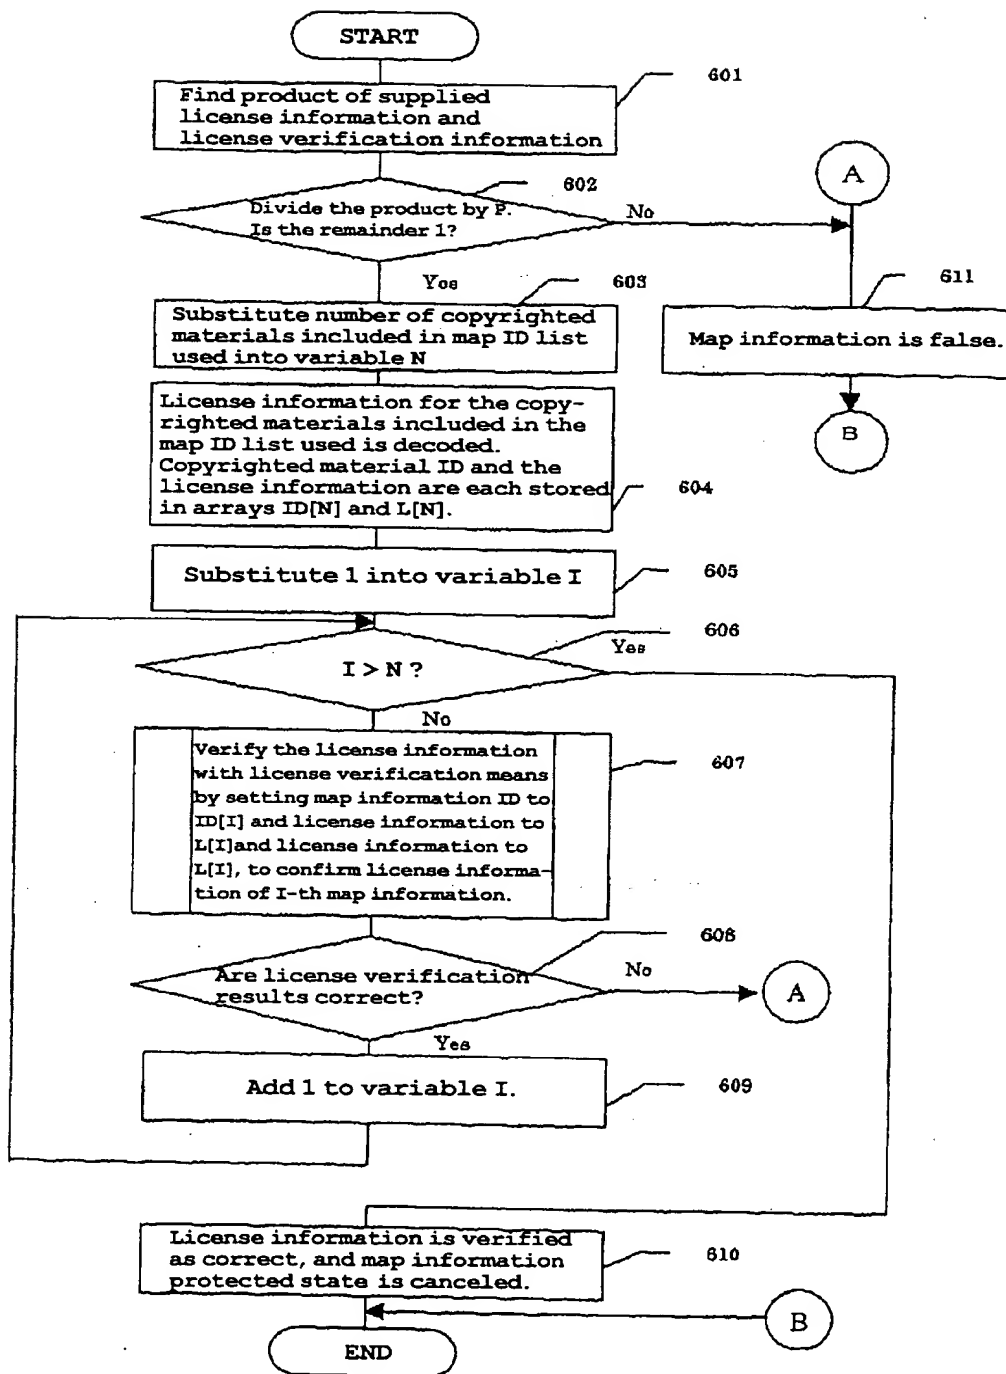 START
601
Find product of supplied
license information and
license verification information
A
602
Divide the product by P.
Is the remainder 1?
No
Yes
603
611
Substitute number of copyrighted
materials included in map ID list
used into variable N
Map information is false.
License information for the copy-
righted materials included in the
map ID list used is decoded.
Copyrighted material ID and the
license information are each stored
in arrays ID[N] and L[N].
604
B
Substitute 1 into variable I
605
606
Yes
I > N ?
No
Verify the license information
with license verification means
by setting map information ID to
ID[I] and license information to
L[I]and license information to
L[I], to confirm license informa-
tion of I-th map information.
607
608
Are license verification
results correct?
No
A
Yes
Add 1 to variable I.
609
License information is verified
as correct, and map information
protected state is canceled.
610
B
END